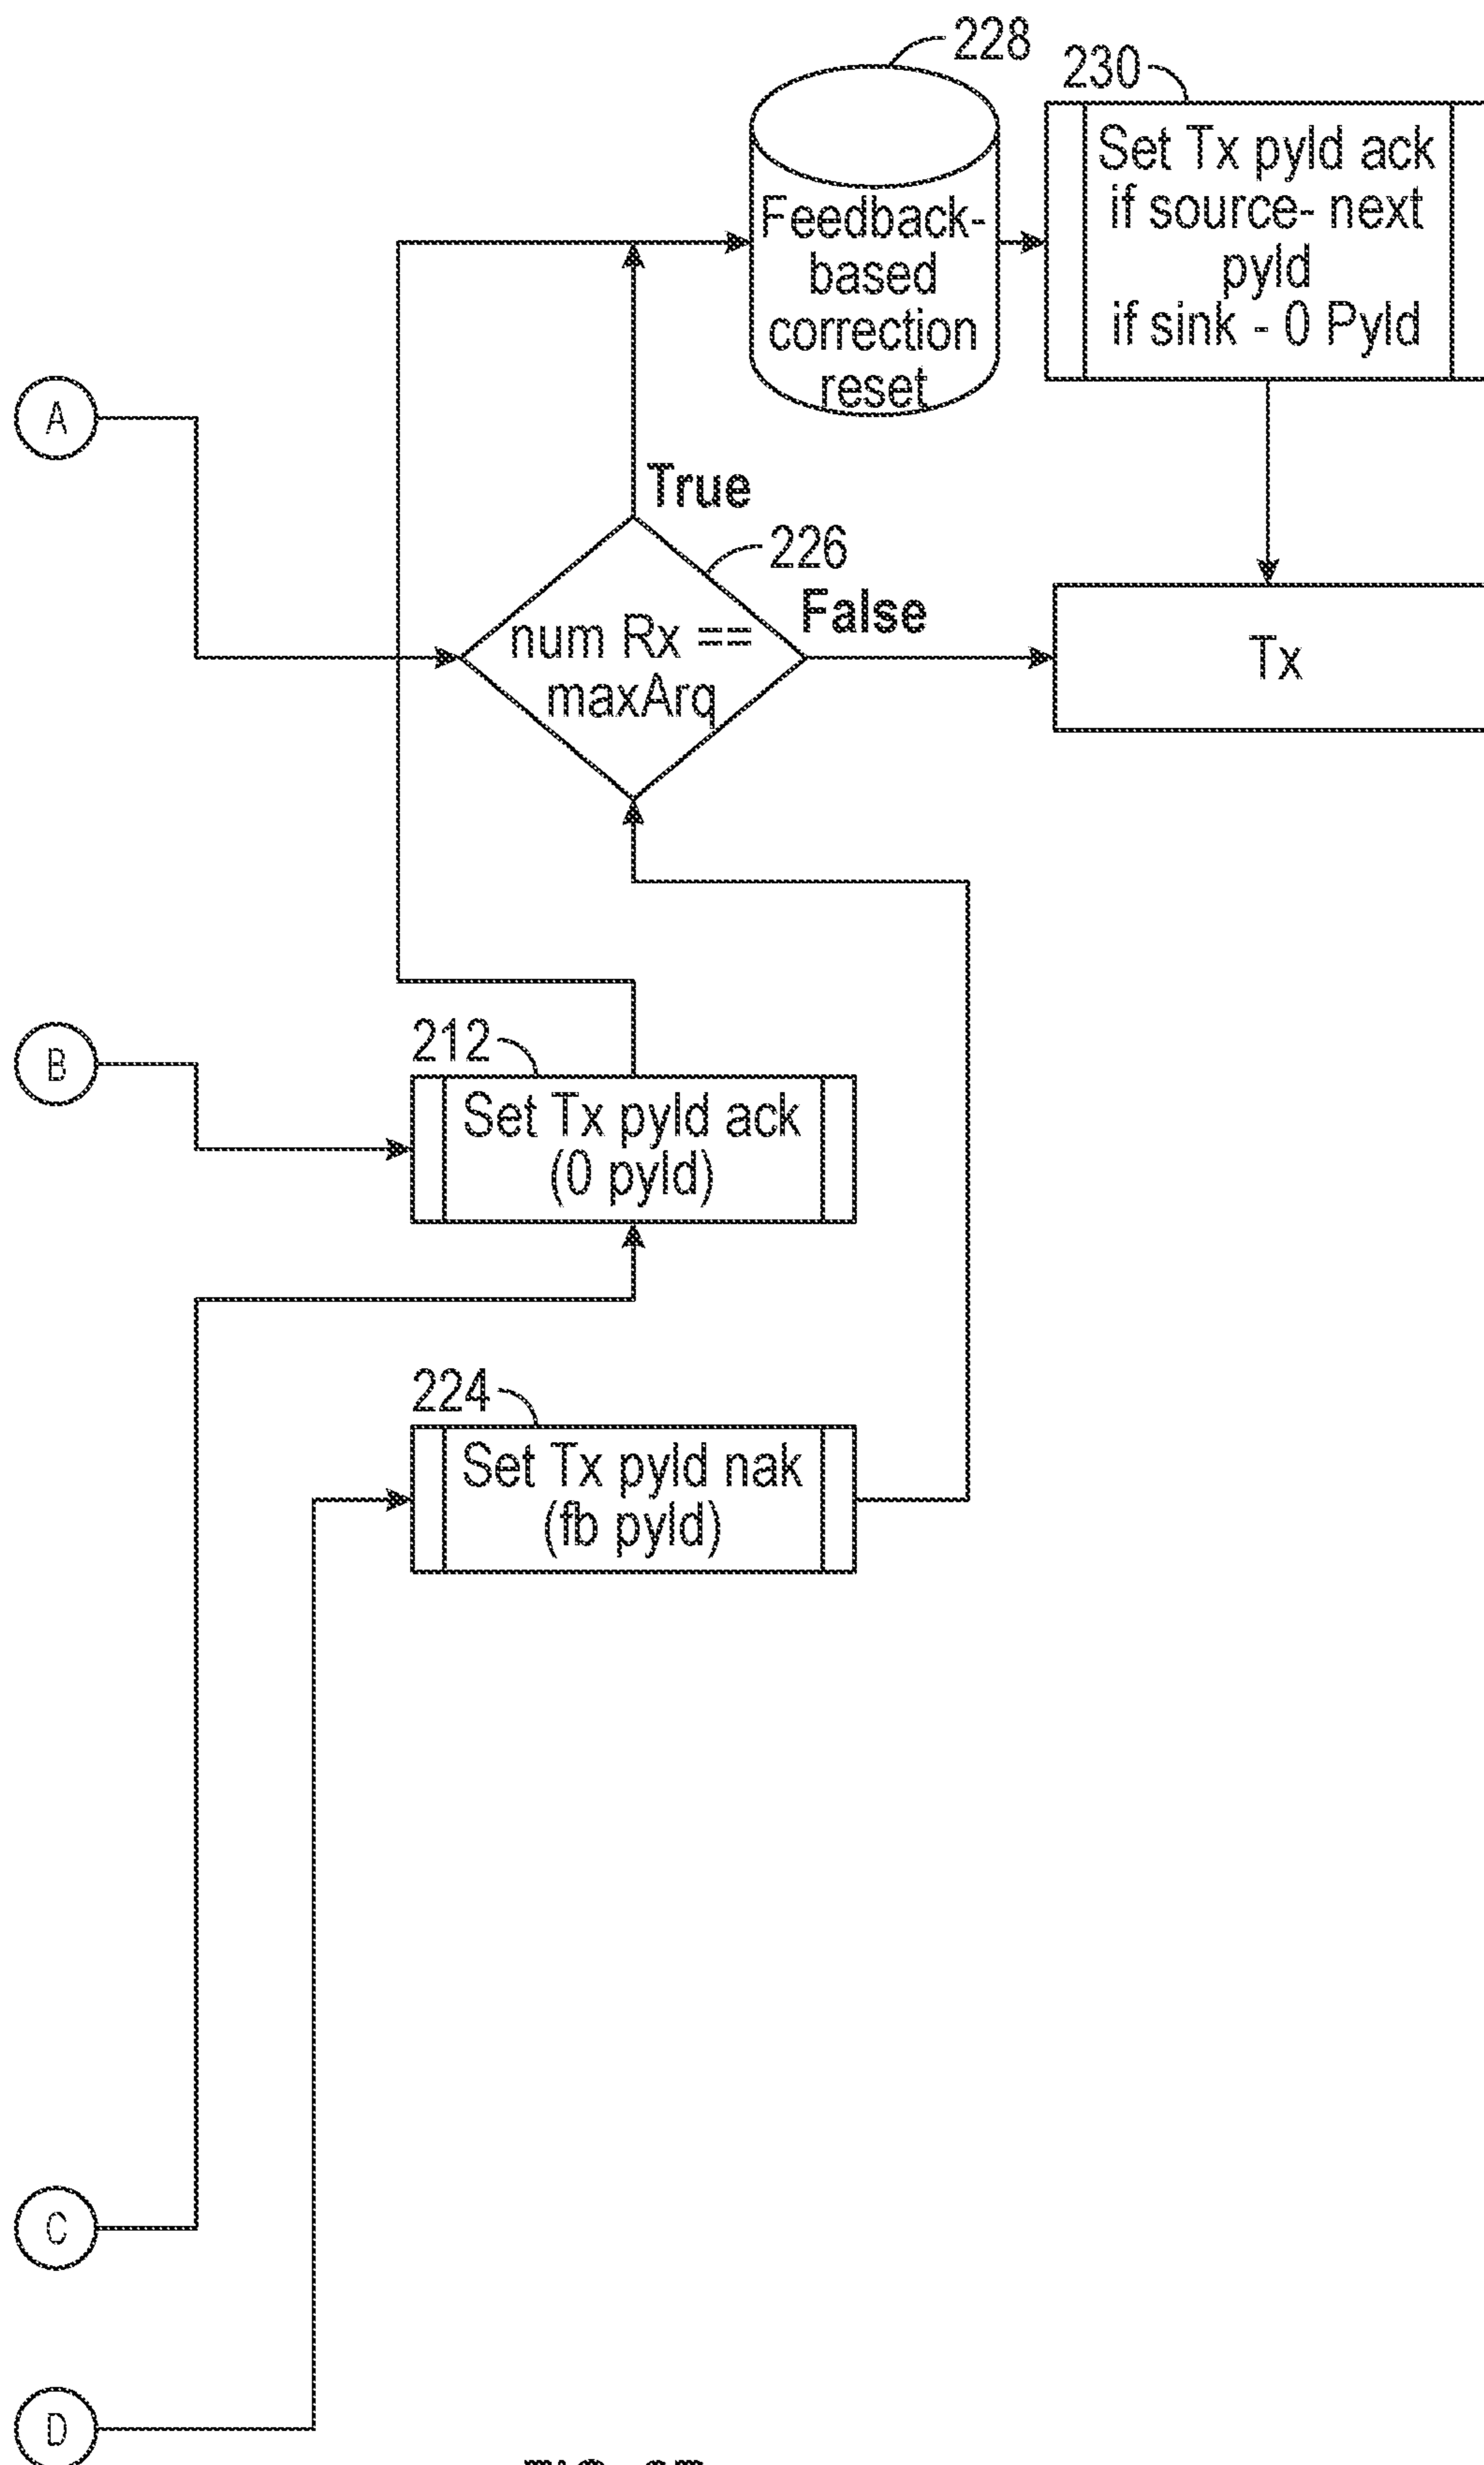 228
230
Set Tx pyld ack
if source- next
pyld
if sink - 0 Pyld
Feedback-
based
correction
reset
A
True
226
False
num Rx ==
maxArq
Tx
212
B
Set Tx pyld ack
(0 pyld)
224
Set Tx pyld nak
(fb pyld)
C
D